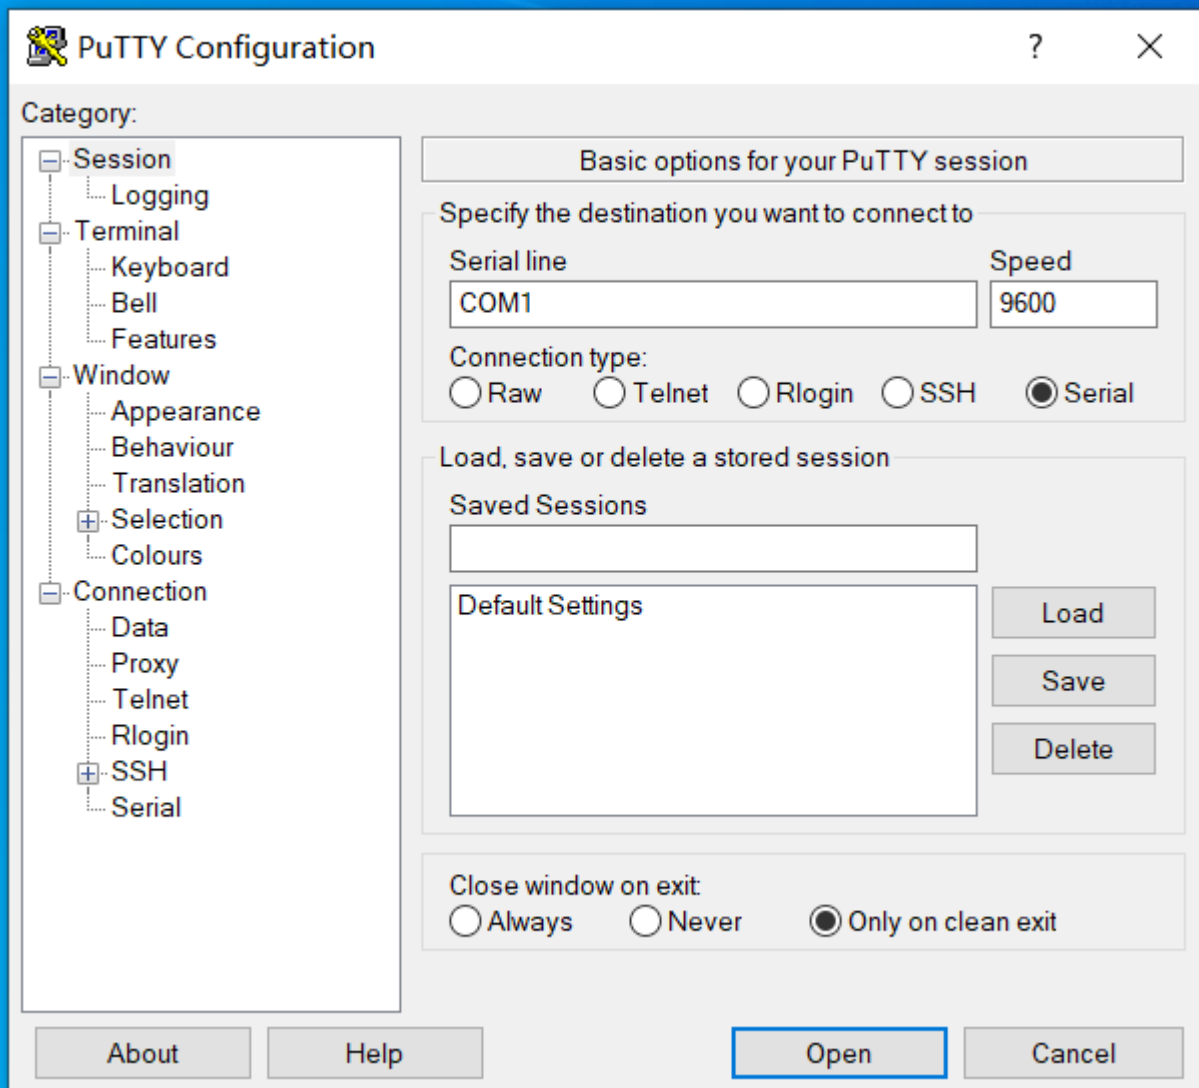 PuTTY Configuration
?
Category:
Session
Logging
Terminal
Keyboard
Bell
Features
Window
Appearance
Behaviour
Translation
Selection
Colours
Connection
Data
Proxy
Telnet
Rlogin
SSH
Serial
Basic options for your PuTTY session
Specify the destination you want to connect to
Serial line Speed
COM1 9600
Connection type:
Raw Telnet Rlogin SSH Serial
Load, save or delete a stored session
Saved Sessions
Default Settings
Load
Save
Delete
Close window on exit:
Always Never Only on clean exit
About Help Open Cancel